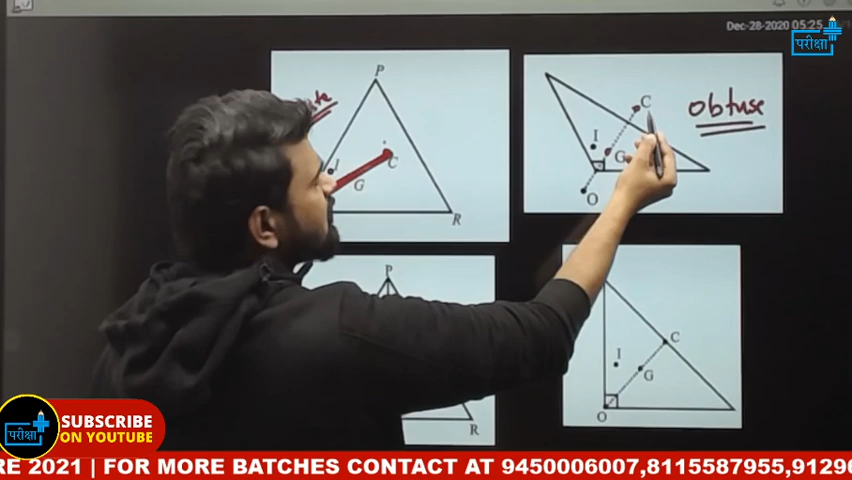 Dec-28-2020 05:25
परीक्षा
P
I
C
G
R
C
obtuse
I
G
O
P
R
C
I
G
O
परीक्षा
SUBSCRIBE
ON YOUTUBE
RE 2021 | FOR MORE BATCHES CONTACT AT 9450006007,8115587955,91296